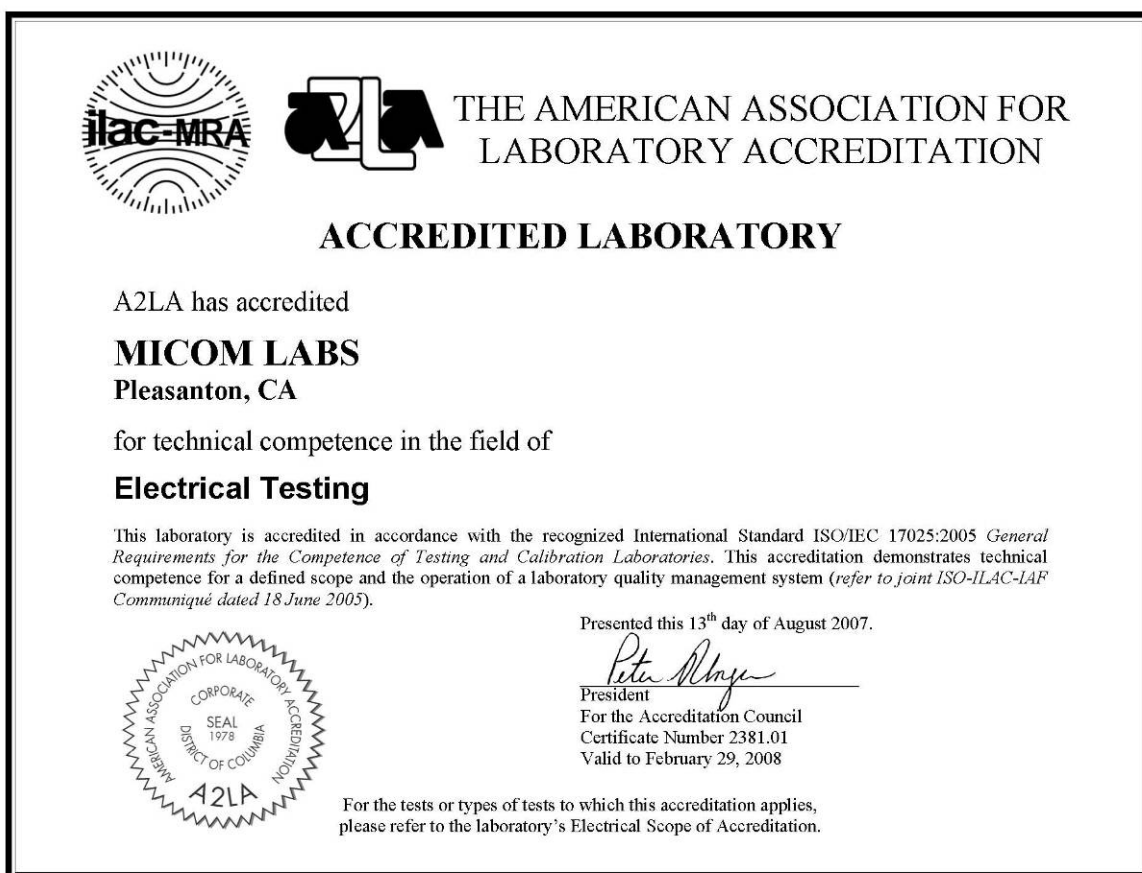 ilac-MRA
A2LA
THE AMERICAN ASSOCIATION FOR
LABORATORY ACCREDITATION
ACCREDITED LABORATORY
A2LA has accredited
MICOM LABS
Pleasanton, CA
for technical competence in the field of
Electrical Testing
This laboratory is accredited in accordance with the recognized International Standard ISO/IEC 17025:2005 General
Requirements for the Competence of Testing and Calibration Laboratories. This accreditation demonstrates technical
competence for a defined scope and the operation of a laboratory quality management system (refer to joint ISO-ILAC-IAF
Communiqué dated 18 June 2005).
Presented this 13th day of August 2007.
Peter
President
For the Accreditation Council
Certificate Number 2381.01
Valid to February 29, 2008
AMERICAN ASSOCIATION FOR LABORATORY ACCREDITATION
CORPORATE
SEAL
1978
DISTRICT OF COLUMBIA
A2LA
For the tests or types of tests to which this accreditation applies,
please refer to the laboratory's Electrical Scope of Accreditation.